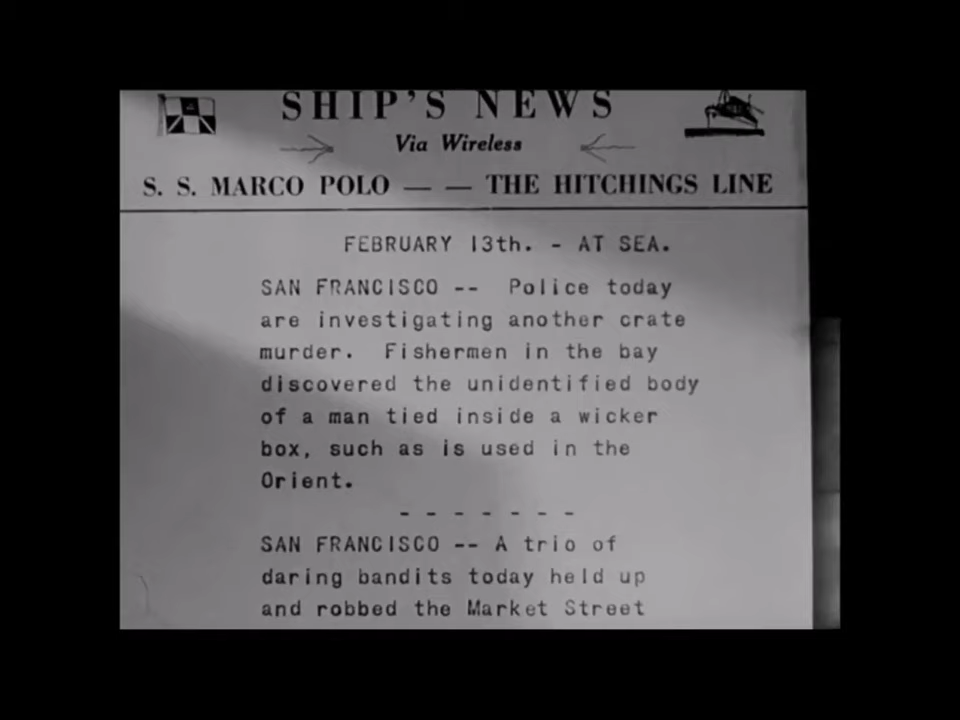 SHIP'S NEWS
Via Wireless
S. S. MARCO POLO — — THE HITCHINGS LINE
FEBRUARY 13th. - AT SEA.
SAN FRANCISCO -- Police today
are investigating another crate
murder. Fishermen in the bay
discovered the unidentified body
of a man tied inside a wicker
box, such as is used in the
Orient.
- - - - - - -
SAN FRANCISCO -- A trio of
daring bandits today held up
and robbed the Market Street